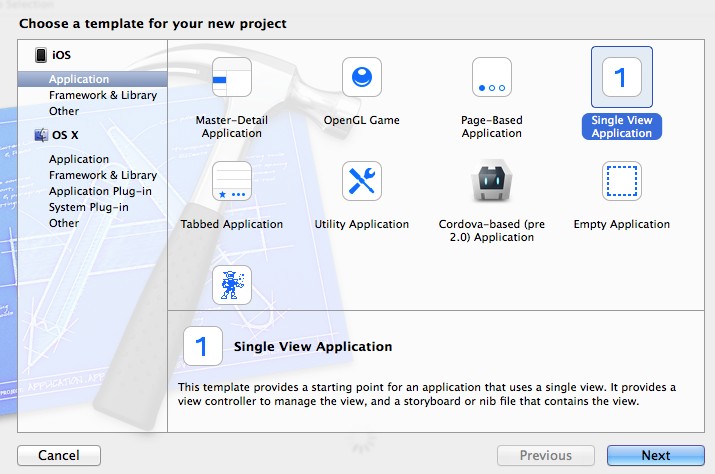 Selection
Choose a template for your new project
iOS
Application
Framework & Library
Other
OS X
Application
Framework & Library
Application Plug-in
System Plug-in
Other
Master-Detail
Application
OpenGL Game
Page-Based
Application
1
Single View
Application
Tabbed Application
Utility Application
Cordova-based (pre
2.0) Application
Empty Application
1
Single View Application
This template provides a starting point for an application that uses a single view. It provides a
view controller to manage the view, and a storyboard or nib file that contains the view.
Cancel
Previous
Next